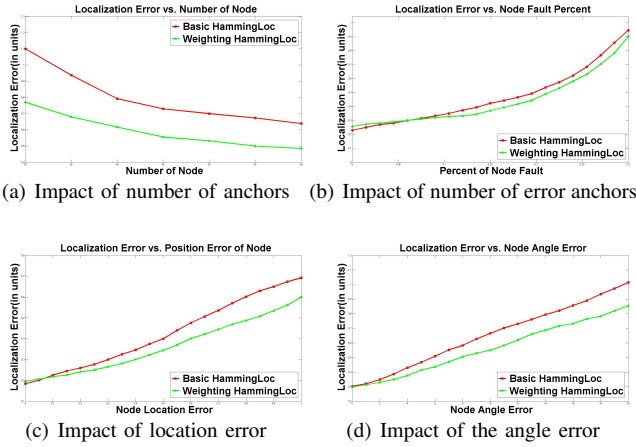 Localization Error vs. Number of Node
Localization Error(in units)
Basic HammingLoc
Weighting HammingLoc
Number of Node
(a) Impact of number of anchors
Localization Error vs. Node Fault Percent
Localization Error(in units)
Basic HammingLoc
Weighting HammingLoc
Percent of Node Fault
(b) Impact of number of error anchors
Localization Error vs. Position Error of Node
Localization Error(in units)
Basic HammingLoc
Weighting HammingLoc
Node Location Error
(c) Impact of location error
Localization Error vs. Node Angle Error
Localization Error(in units)
Basic HammingLoc
Weighting HammingLoc
Node Angle Error
(d) Impact of the angle error